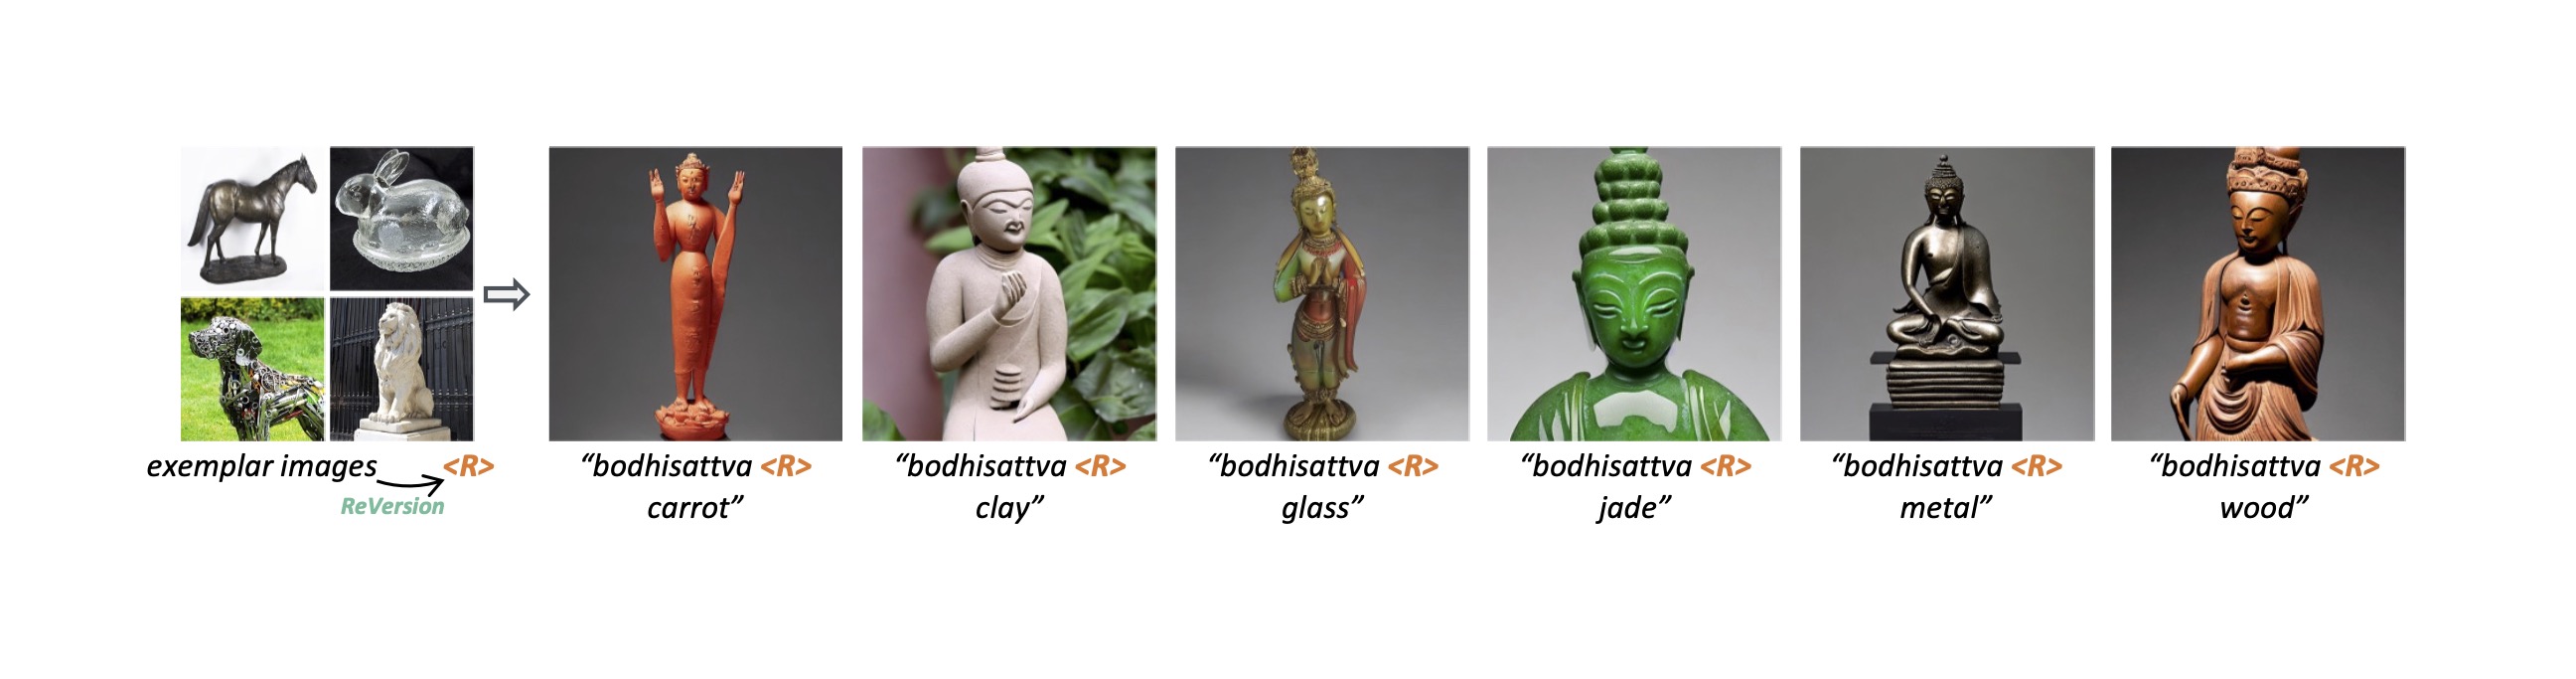 exemplar images <R>
ReVersion
“bodhisattva <R>
carrot”
“bodhisattva <R>
clay”
“bodhisattva <R>
glass”
“bodhisattva <R>
jade”
“bodhisattva <R>
metal”
“bodhisattva <R>
wood”